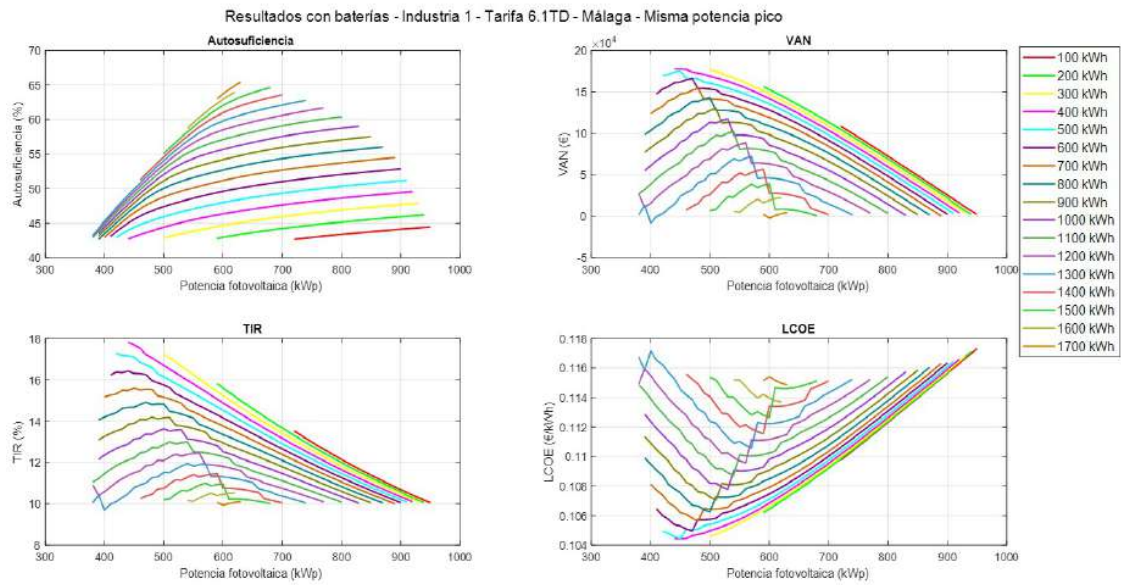 Resultados con baterías - Industria 1 - Tarifa 6.1TD - Málaga - Misma potencia pico
Autosuficiencia
70
65
60
55
50
45
40
Autosuficiencia (%)
300 400 500 600 700 800 900 1000
Potencia fotovoltaica (kWp)
VAN
×10⁴
20
15
10
5
0
-5
VAN (€)
300 400 500 600 700 800 900 1000
Potencia fotovoltaica (kWp)
100 kWh
200 kWh
300 kWh
400 kWh
500 kWh
600 kWh
700 kWh
800 kWh
900 kWh
1000 kWh
1100 kWh
1200 kWh
1300 kWh
1400 kWh
1500 kWh
1600 kWh
1700 kWh
TIR
18
16
14
12
10
8
TIR (%)
300 400 500 600 700 800 900 1000
Potencia fotovoltaica (kWp)
LCOE
0.118
0.116
0.114
0.112
0.11
0.108
0.106
0.104
LCOE (€/kWh)
300 400 500 600 700 800 900 1000
Potencia fotovoltaica (kWp)